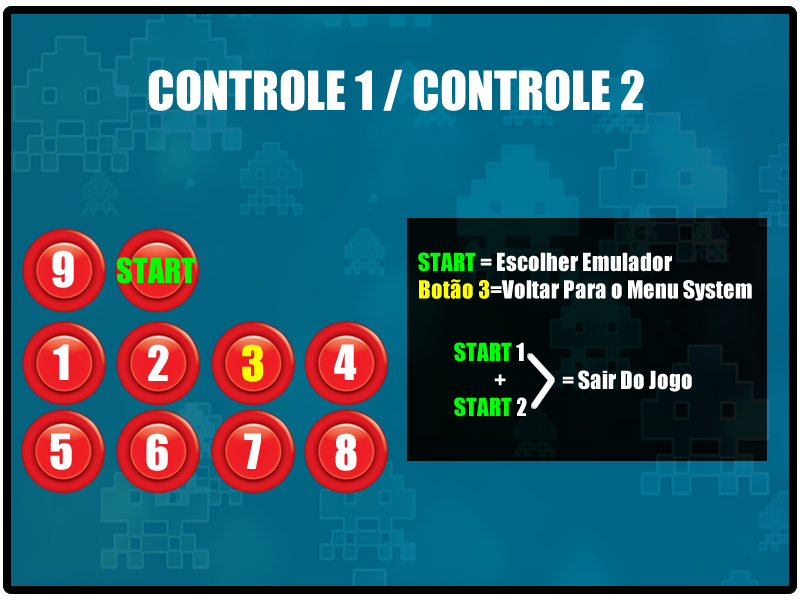 CONTROLE 1 / CONTROLE 2
9 START
1 2 3 4
5 6 7 8
START = Escolher Emulador
Botão 3=Voltar Para o Menu System
START 1
+
= Sair Do Jogo
START 2